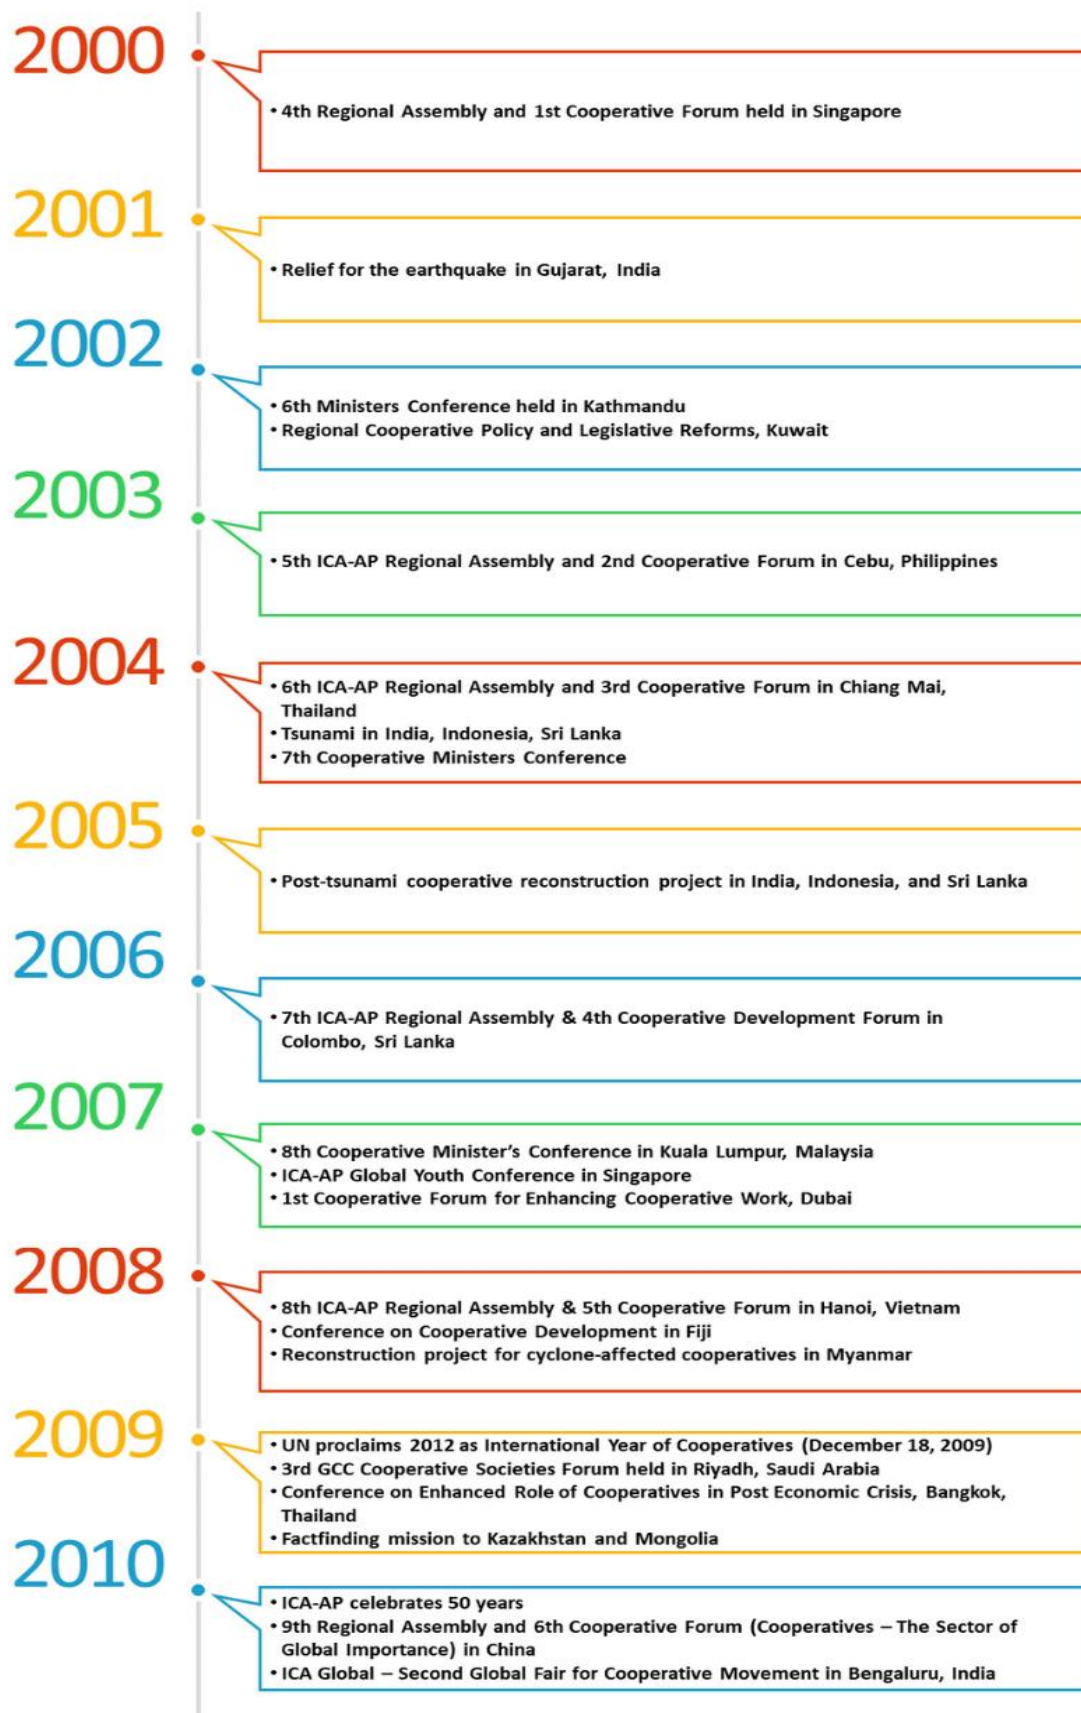 2000
• 4th Regional Assembly and 1st Cooperative Forum held in Singapore
2001
• Relief for the earthquake in Gujarat, India
2002
• 6th Ministers Conference held in Kathmandu
• Regional Cooperative Policy and Legislative Reforms, Kuwait
2003
• 5th ICA-AP Regional Assembly and 2nd Cooperative Forum in Cebu, Philippines
2004
• 6th ICA-AP Regional Assembly and 3rd Cooperative Forum in Chiang Mai,
Thailand
• Tsunami in India, Indonesia, Sri Lanka
• 7th Cooperative Ministers Conference
2005
• Post-tsunami cooperative reconstruction project in India, Indonesia, and Sri Lanka
2006
• 7th ICA-AP Regional Assembly & 4th Cooperative Development Forum in
Colombo, Sri Lanka
2007
• 8th Cooperative Minister’s Conference in Kuala Lumpur, Malaysia
• ICA-AP Global Youth Conference in Singapore
• 1st Cooperative Forum for Enhancing Cooperative Work, Dubai
2008
• 8th ICA-AP Regional Assembly & 5th Cooperative Forum in Hanoi, Vietnam
• Conference on Cooperative Development in Fiji
• Reconstruction project for cyclone-affected cooperatives in Myanmar
2009
• UN proclaims 2012 as International Year of Cooperatives (December 18, 2009)
• 3rd GCC Cooperative Societies Forum held in Riyadh, Saudi Arabia
• Conference on Enhanced Role of Cooperatives in Post Economic Crisis, Bangkok,
Thailand
• Factfinding mission to Kazakhstan and Mongolia
2010
• ICA-AP celebrates 50 years
• 9th Regional Assembly and 6th Cooperative Forum (Cooperatives – The Sector of
Global Importance) in China
• ICA Global – Second Global Fair for Cooperative Movement in Bengaluru, India